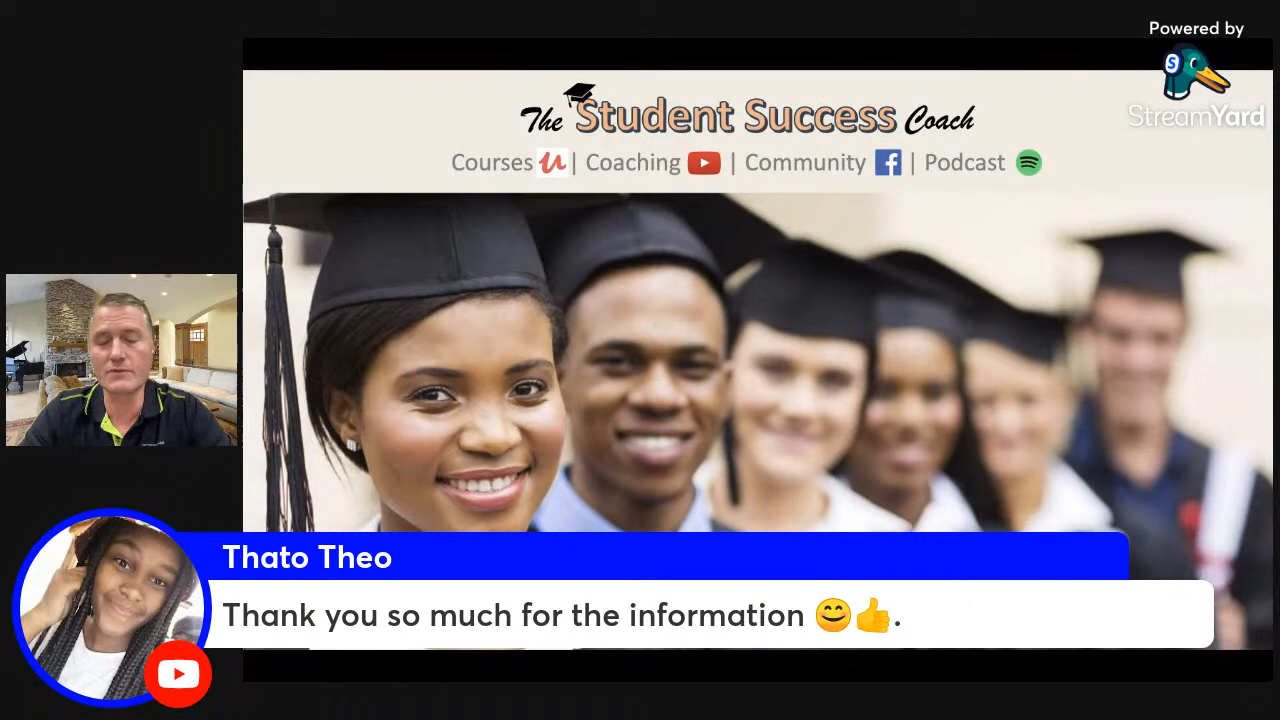 Powered by
StreamYard
The Student Success Coach
Courses | Coaching | Community | Podcast
Thato Theo
Thank you so much for the information 😊👍.